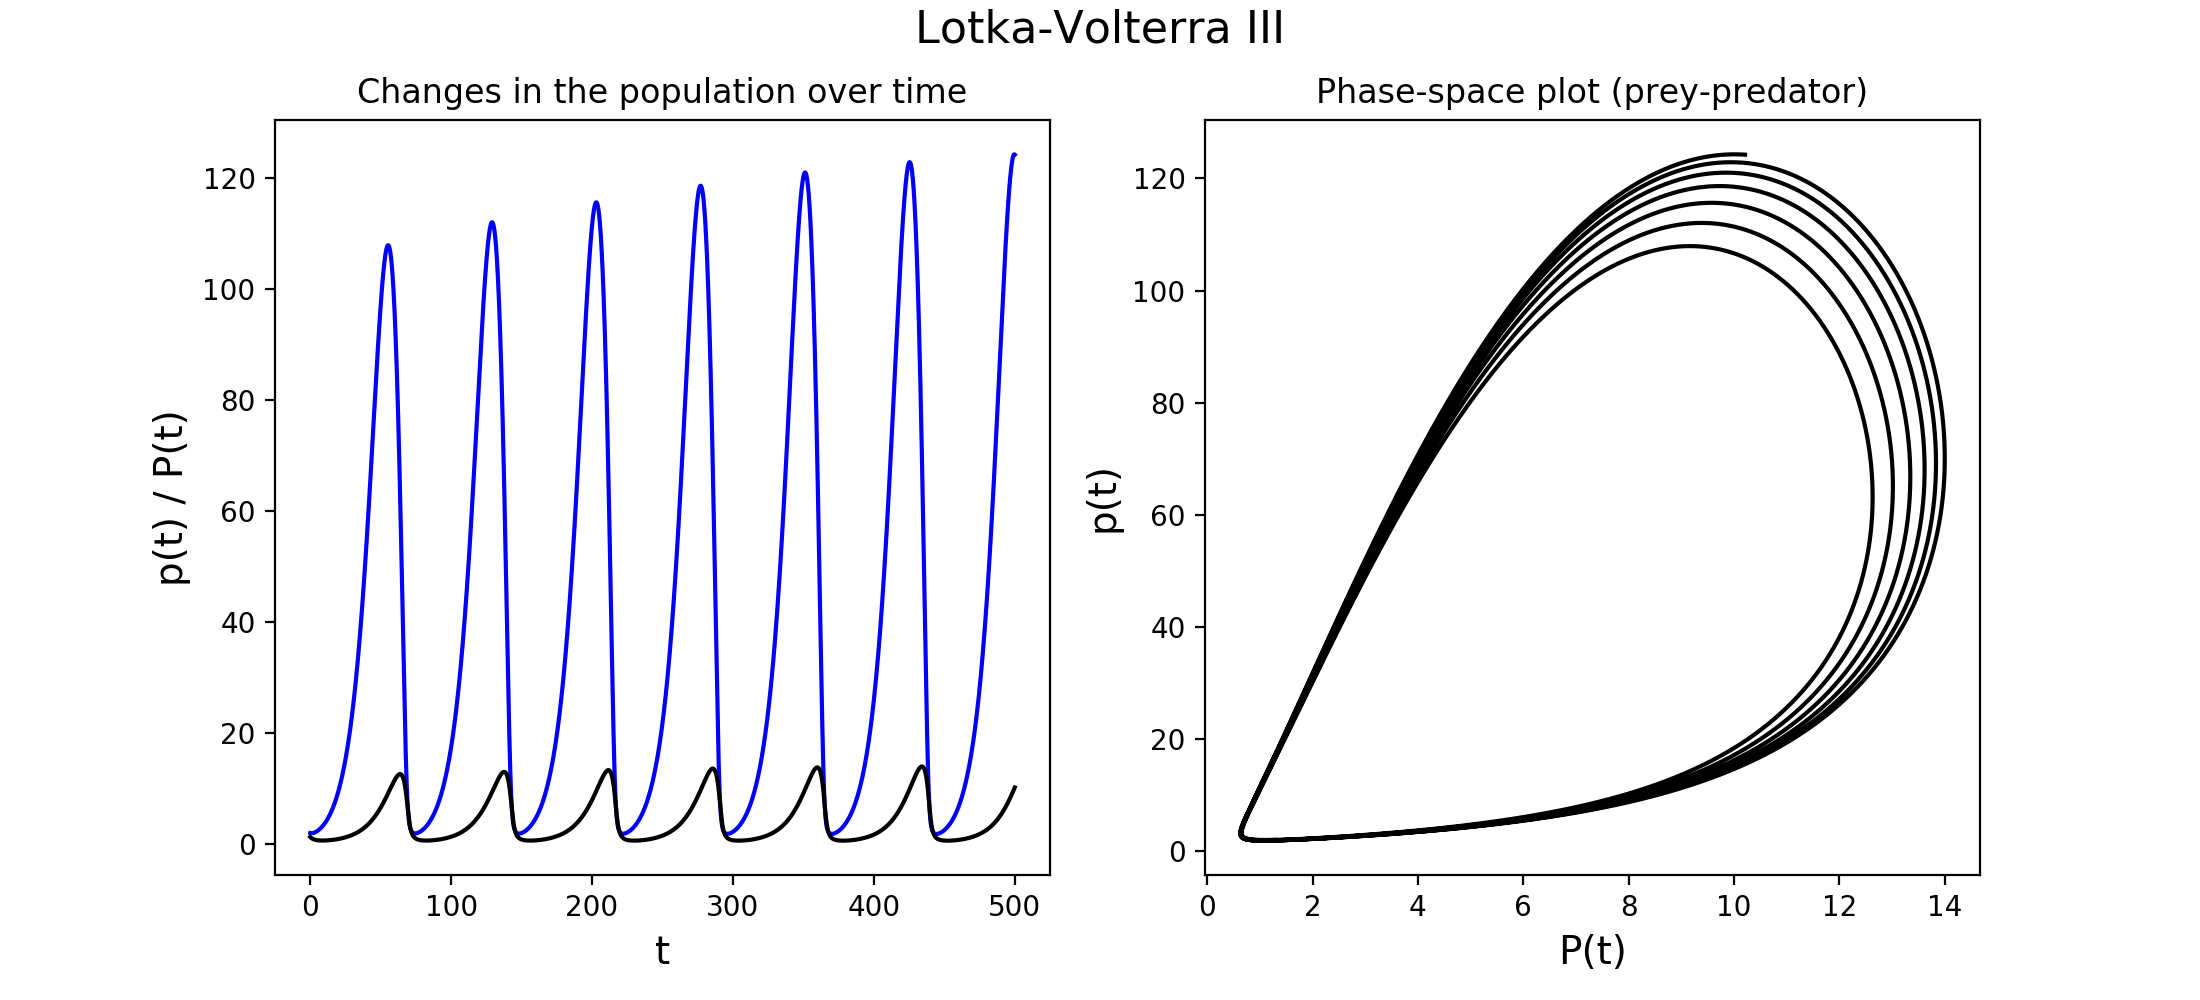 Lotka-Volterra III
Changes in the population over time
p(t) / P(t)
120
100
80
60
40
20
0
0 100 200 300 400 500
t
Phase-space plot (prey-predator)
p(t)
120
100
80
60
40
20
0
0 2 4 6 8 10 12 14
P(t)